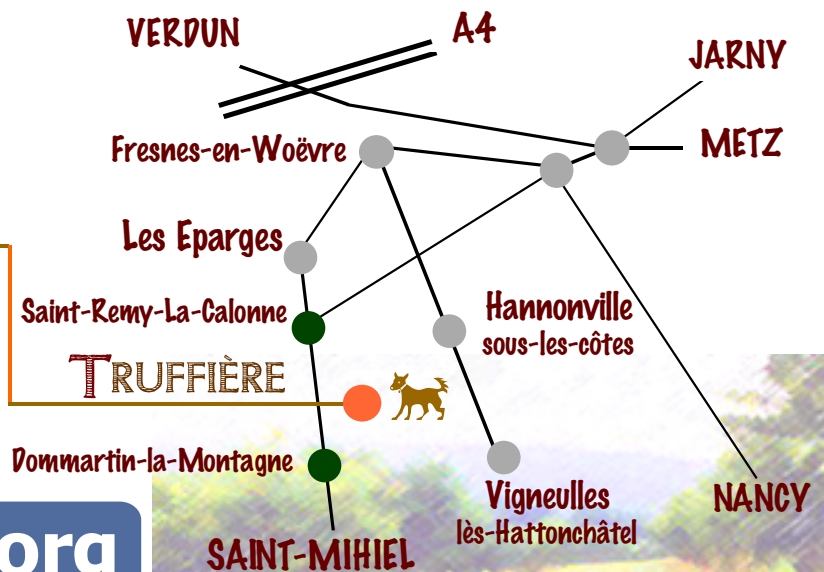 VERDUN
A4
JARNY
Fresnes-en-Woëvre
METZ
Les Eparges
Saint-Remy-La-Calonne
Hannonville
sous-les-côtes
TRUFFIÈRE
Dommartin-la-Montagne
Vigneulles
lès-Hattonchâtel
NANCY
.org
SAINT-MIHIEL